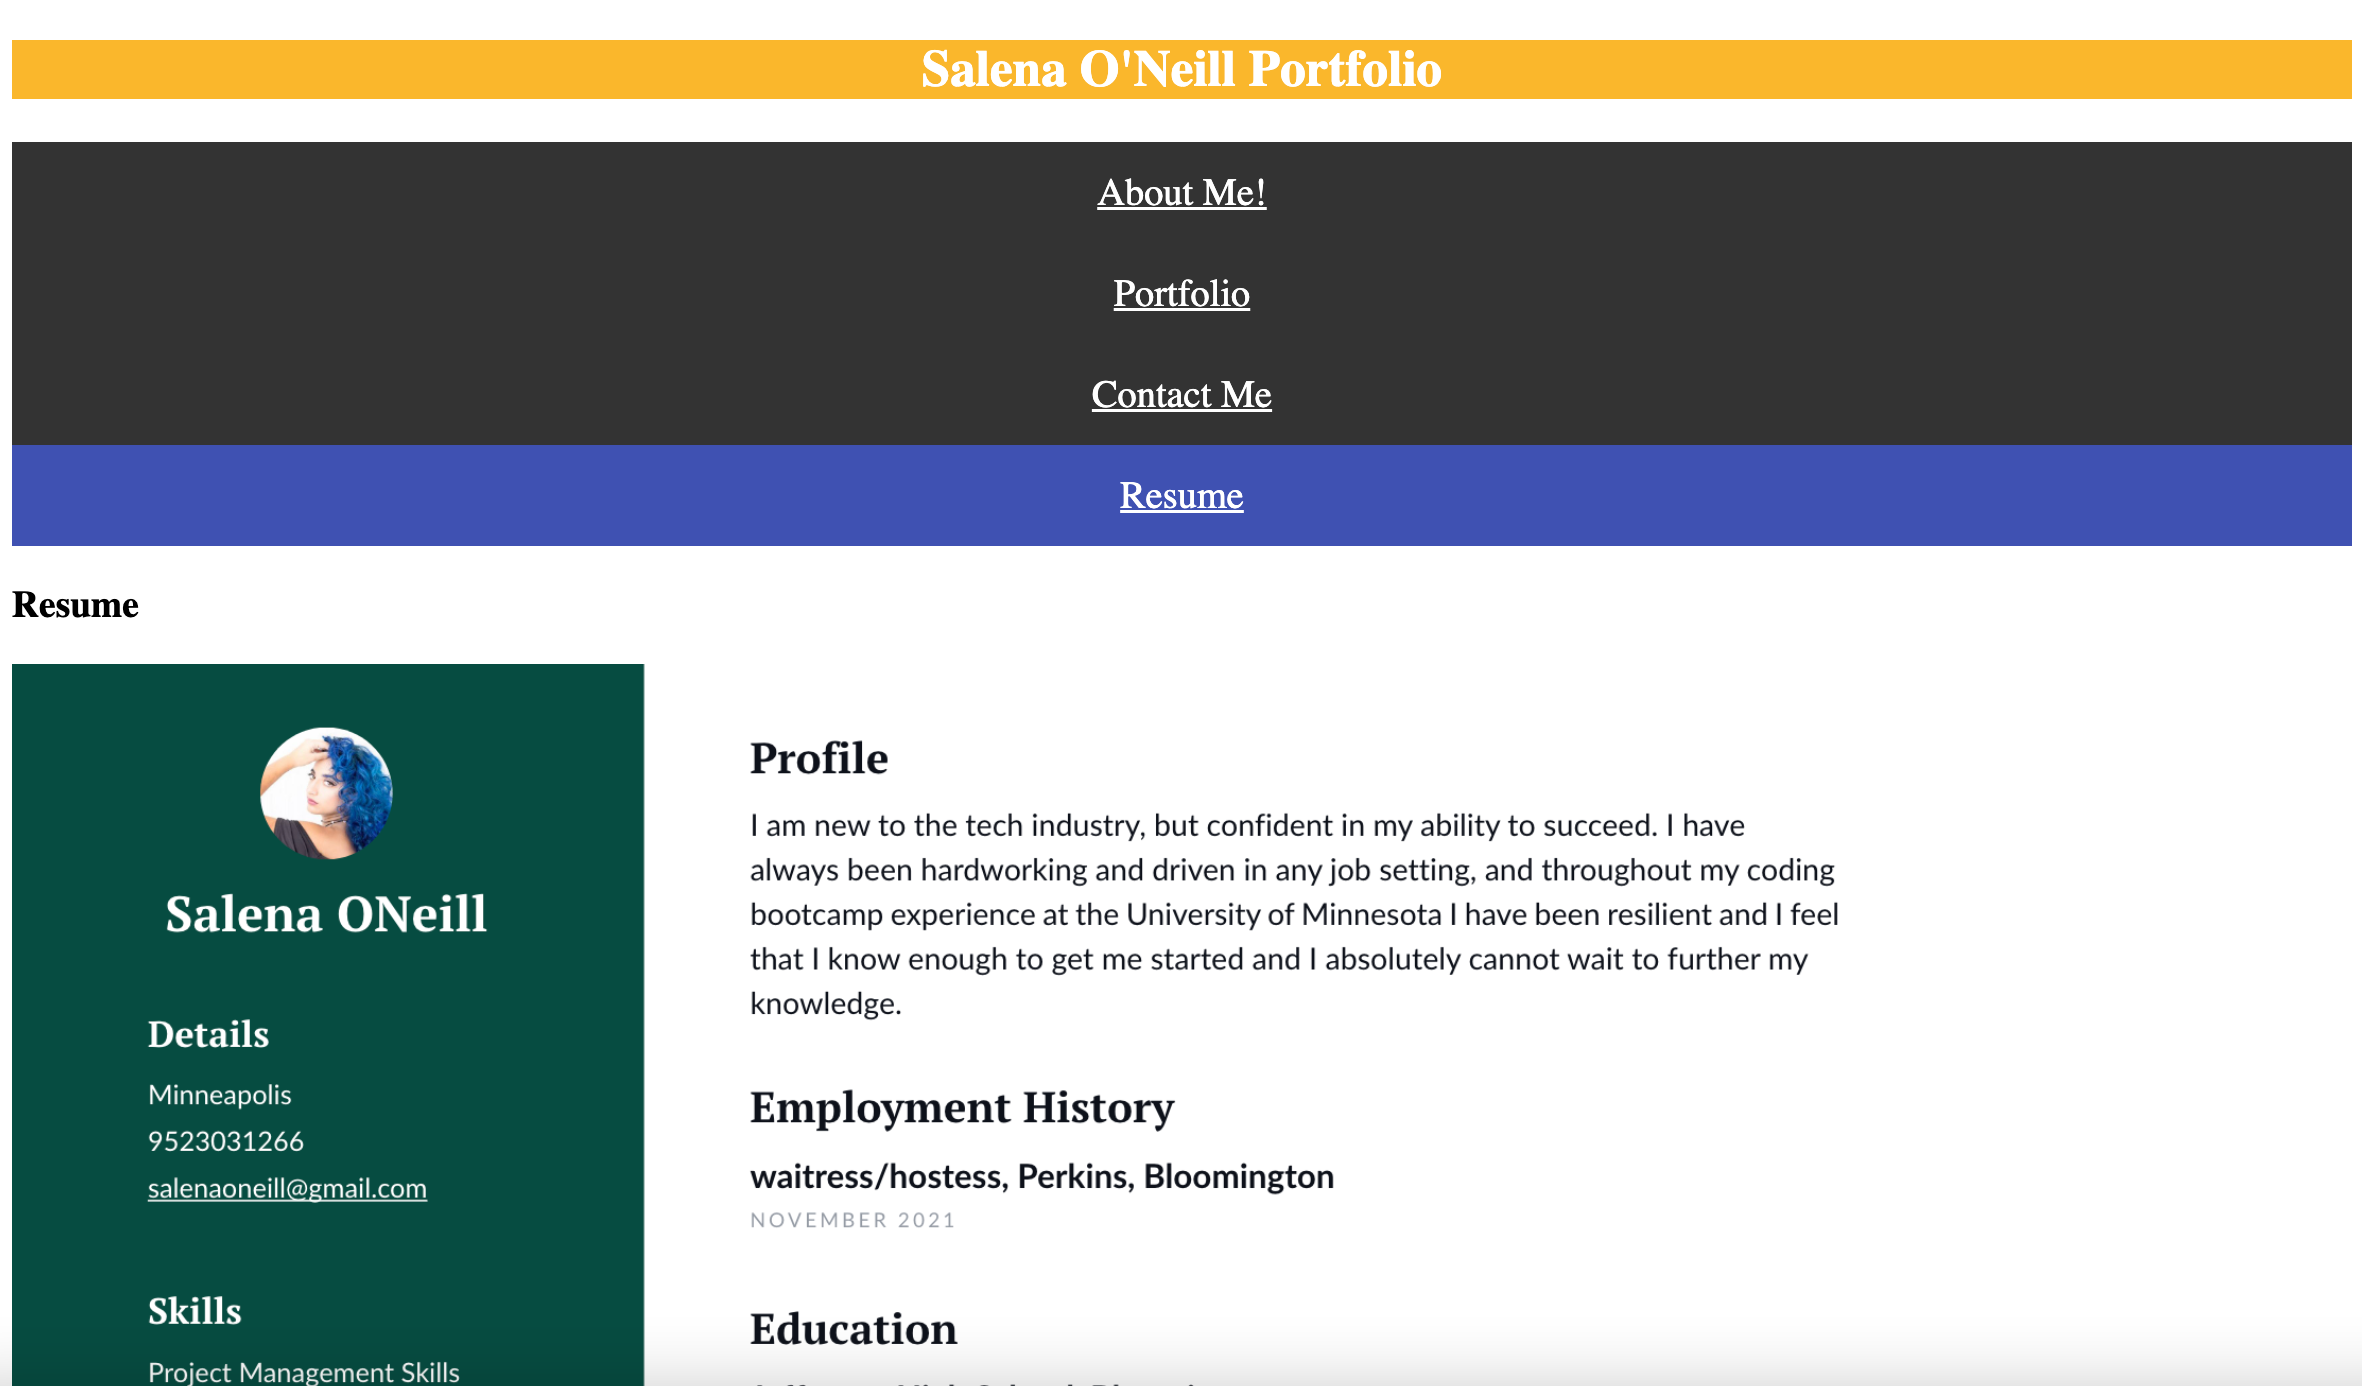 Salena O'Neill Portfolio
About Me!
Portfolio
Contact Me
Resume
Resume
Salena ONeill
Details
Minneapolis
9523031266
salenaoneill@gmail.com
Skills
Project Management Skills
Profile
I am new to the tech industry, but confident in my ability to succeed. I have
always been hardworking and driven in any job setting, and throughout my coding
bootcamp experience at the University of Minnesota I have been resilient and I feel
that I know enough to get me started and I absolutely cannot wait to further my
knowledge.
Employment History
waitress/hostess, Perkins, Bloomington
NOVEMBER 2021
Education